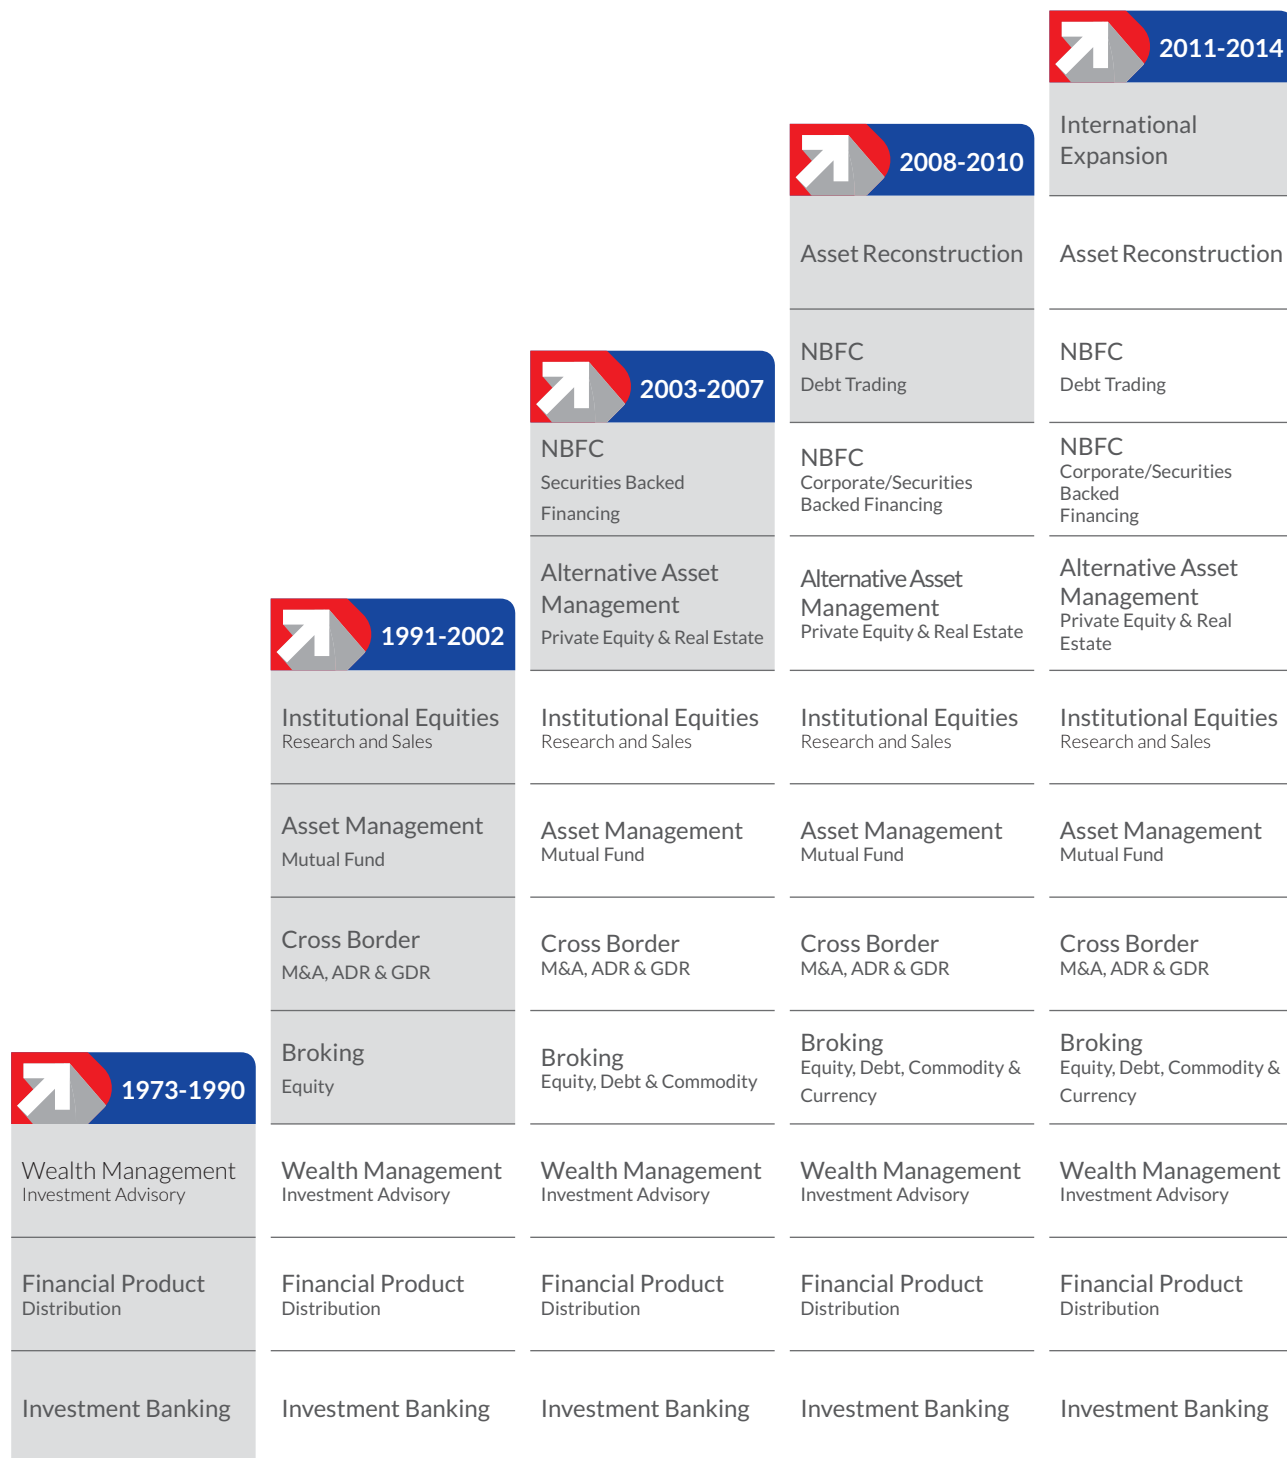 1973-1990
Wealth Management
Investment Advisory
Financial Product
Distribution
Investment Banking
1991-2002
Institutional Equities
Research and Sales
Asset Management
Mutual Fund
Cross Border
M&A, ADR & GDR
Broking
Equity
Wealth Management
Investment Advisory
Financial Product
Distribution
Investment Banking
2003-2007
NBFC
Securities Backed
Financing
Alternative Asset
Management
Private Equity & Real Estate
Institutional Equities
Research and Sales
Asset Management
Mutual Fund
Cross Border
M&A, ADR & GDR
Broking
Equity, Debt & Commodity
Wealth Management
Investment Advisory
Financial Product
Distribution
Investment Banking
2008-2010
Asset Reconstruction
NBFC
Debt Trading
NBFC
Corporate/Securities
Backed Financing
Alternative Asset
Management
Private Equity & Real Estate
Institutional Equities
Research and Sales
Asset Management
Mutual Fund
Cross Border
M&A, ADR & GDR
Broking
Equity, Debt, Commodity &
Currency
Wealth Management
Investment Advisory
Financial Product
Distribution
Investment Banking
2011-2014
International
Expansion
Asset Reconstruction
NBFC
Debt Trading
NBFC
Corporate/Securities
Backed
Financing
Alternative Asset
Management
Private Equity & Real
Estate
Institutional Equities
Research and Sales
Asset Management
Mutual Fund
Cross Border
M&A, ADR & GDR
Broking
Equity, Debt, Commodity &
Currency
Wealth Management
Investment Advisory
Financial Product
Distribution
Investment Banking